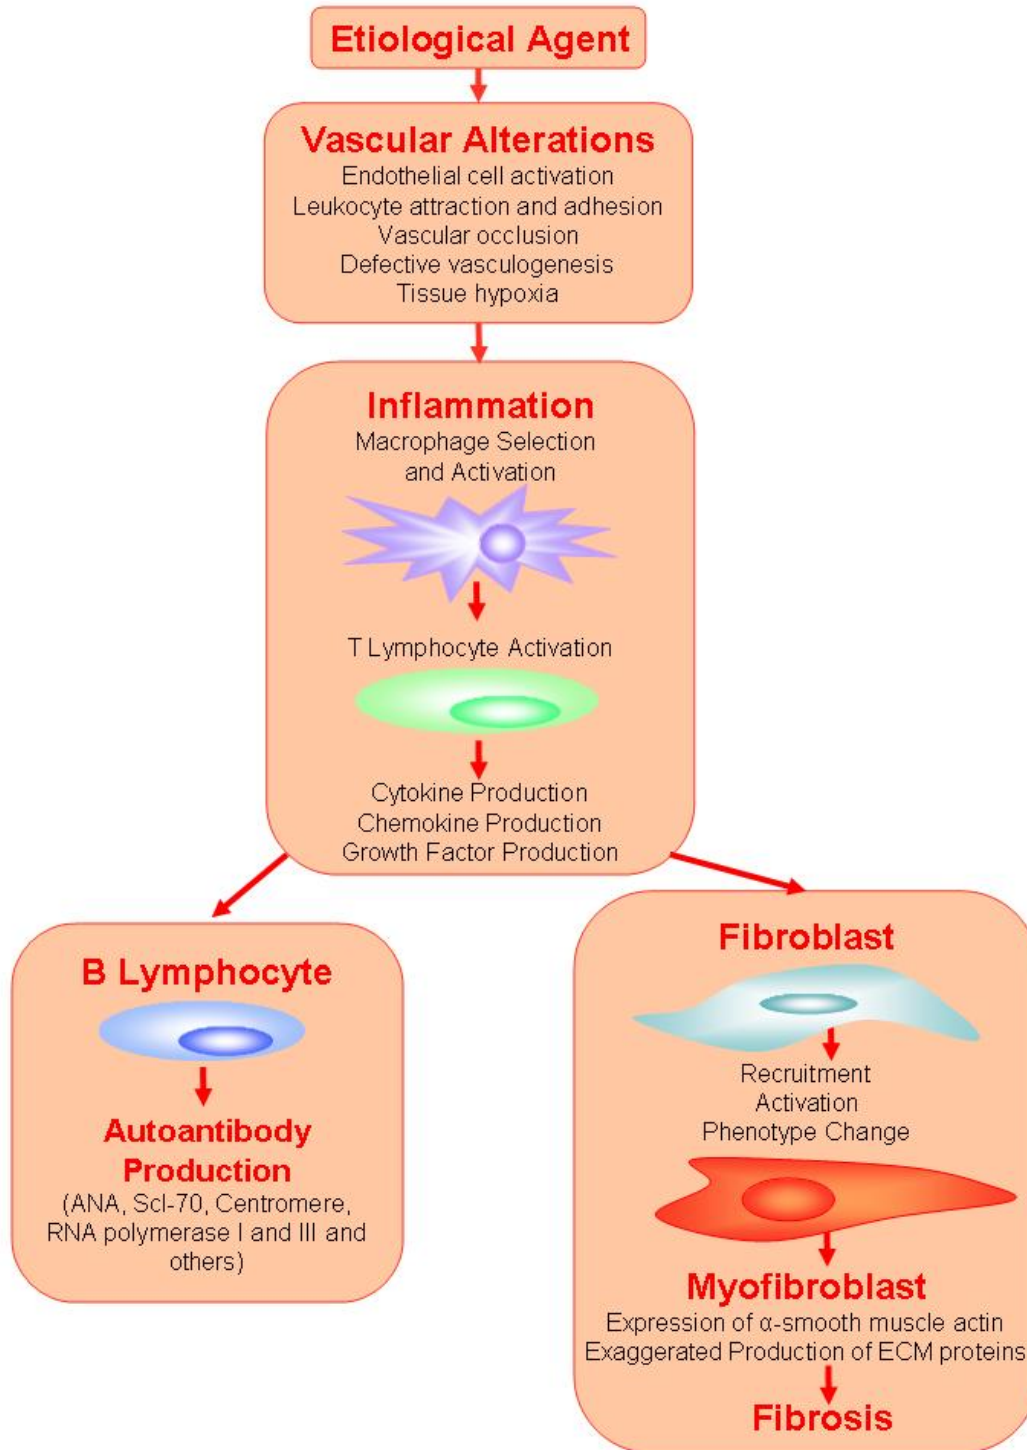 Etiological Agent
Vascular Alterations
Endothelial cell activation
Leukocyte attraction and adhesion
Vascular occlusion
Defective vasculogenesis
Tissue hypoxia
Inflammation
Macrophage Selection
and Activation
T Lymphocyte Activation
Cytokine Production
Chemokine Production
Growth Factor Production
B Lymphocyte
Autoantibody
Production
(ANA, Scl-70, Centromere,
RNA polymerase I and III and
others)
Fibroblast
Recruitment
Activation
Phenotype Change
Myofibroblast
Expression of α-smooth muscle actin
Exaggerated Production of ECM proteins
Fibrosis